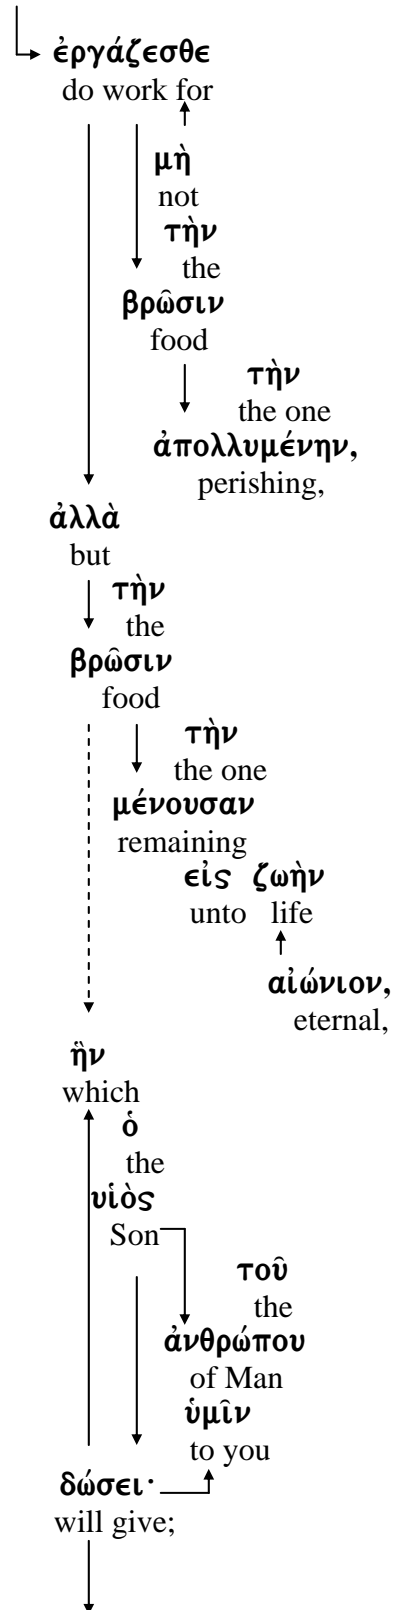 ἐργάζεσθε
do work for
μὴ
not
τὴν
the
βρῶσιν
food
τὴν
the one
ἀπολλυμένην,
perishing,
ἀλλὰ
but
τὴν
the
βρῶσιν
food
τὴν
the one
μένουσαν
remaining
εἰς ζωὴν
unto life
αἰώνιον,
eternal,
ἣν
which
ὁ
the
υἱὸς
Son
τοῦ
the
ἀνθρώπου
of Man
ὑμῖν
to you
δώσει·
will give;